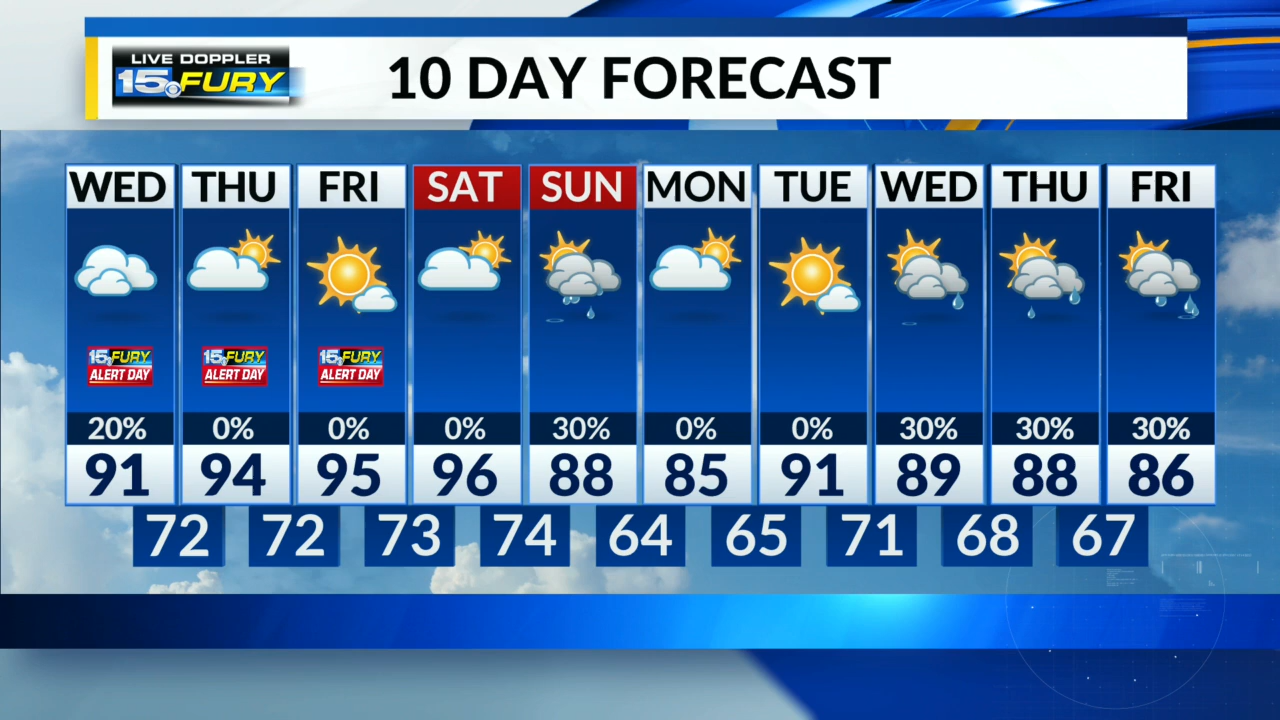 LIVE DOPPLER
15 FURY
10 DAY FORECAST
WED THU FRI SAT SUN MON TUE WED THU FRI
15 FURY 15 FURY 15 FURY
ALERT DAY ALERT DAY ALERT DAY
20% 0% 0% 0% 30% 0% 0% 30% 30% 30%
91 94 95 96 88 85 91 89 88 86
72 72 73 74 64 65 71 68 67